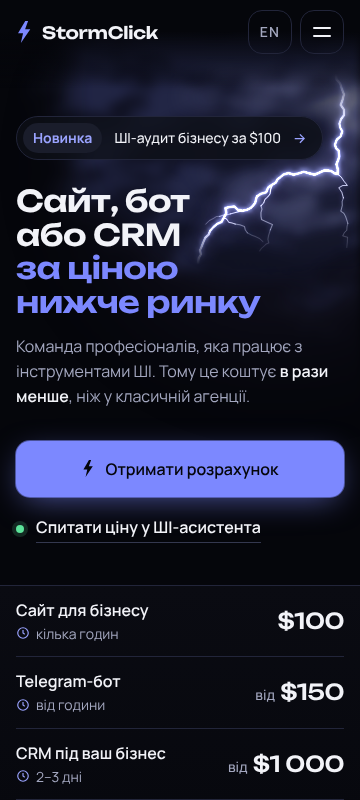 StormClick
EN
Новинка ШІ-аудит бізнесу за $100 →
Сайт, бот
або CRM
за ціною
нижче ринку
Команда професіоналів, яка працює з
інструментами ШІ. Тому це коштує в рази
менше, ніж у класичній агенції.
Отримати розрахунок
Спитати ціну у ШІ-асистента
Сайт для бізнесу
кілька годин
$100
Telegram-бот
від години
від $150
CRM під ваш бізнес
2–3 дні
від $1 000